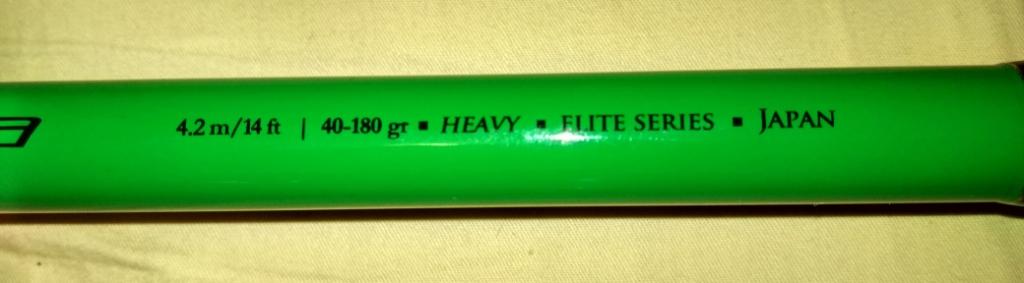 4.2 m/14 ft | 40-180 gr ▪ HEAVY ▪ ELITE SERIES ▪ JAPAN